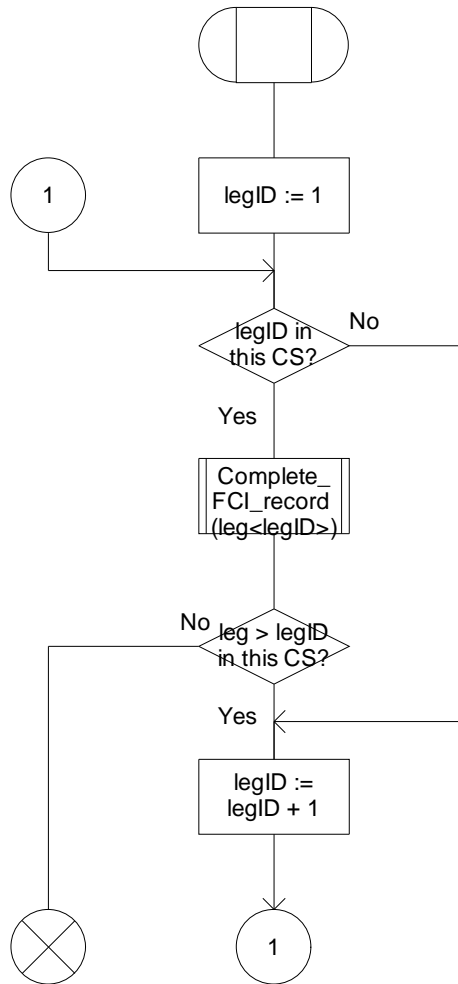 1
legID := 1
legID in
this CS?
No
Yes
Complete_
FCI_record
(leg<legID>)
No
leg > legID
in this CS?
Yes
legID :=
legID + 1
1